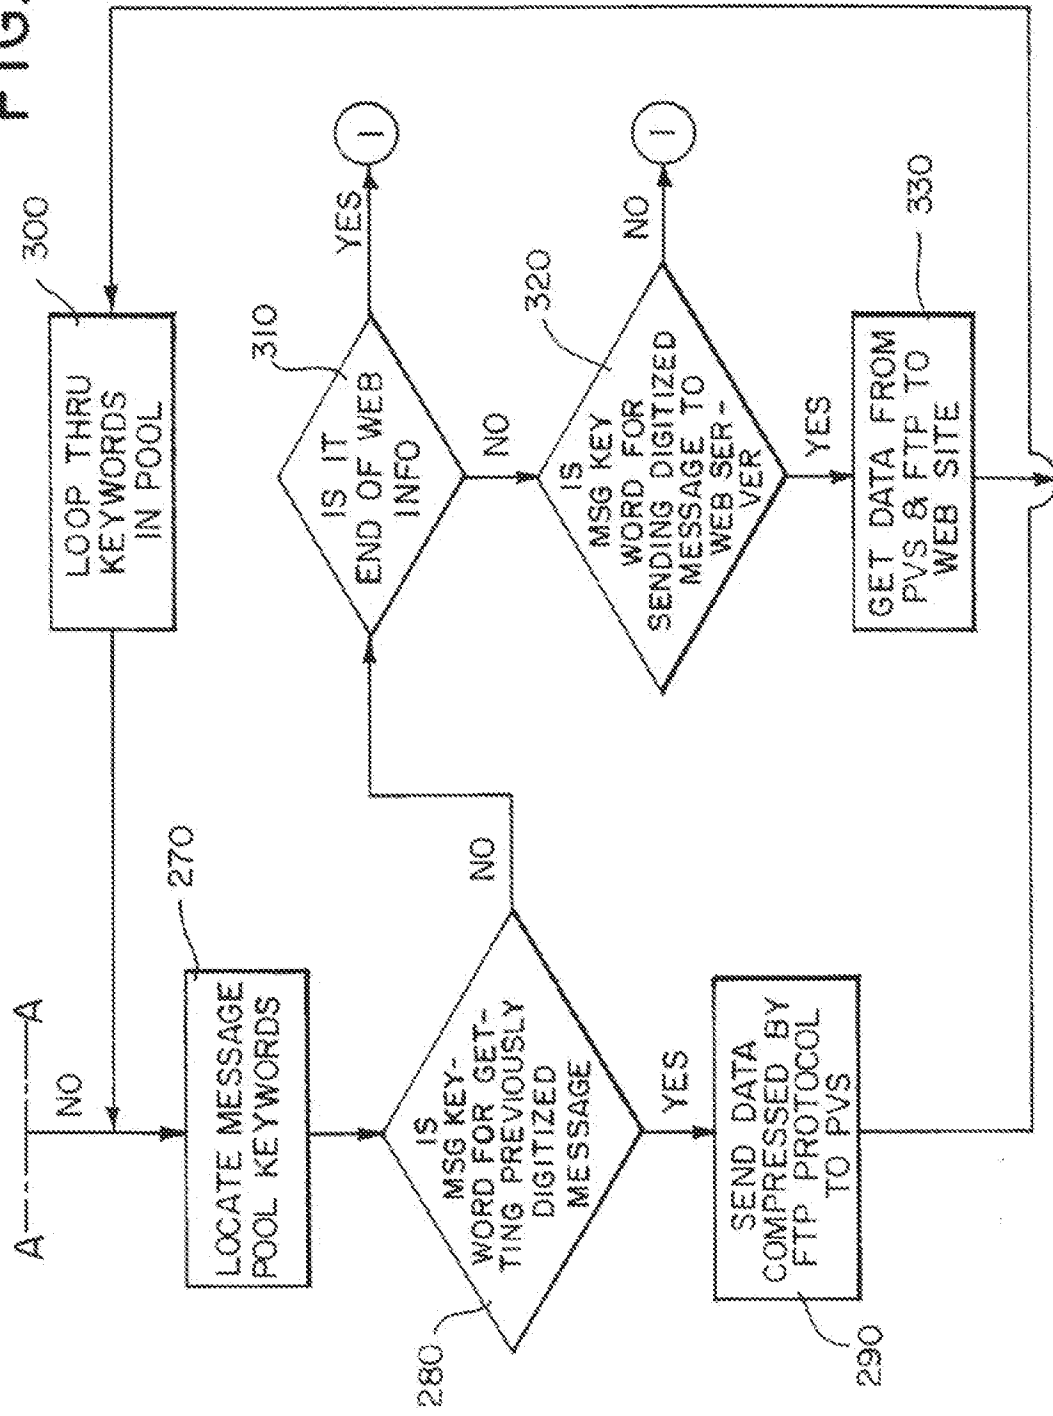 FIG.
A
A
NO
300
LOOP THRU
KEYWORDS
IN POOL
270
LOCATE MESSAGE
POOL KEYWORDS
280
IS
MSG KEY-
WORD FOR GET-
TING PREVIOUSLY
DIGITIZED
MESSAGE
NO
YES
290
SEND DATA
COMPRESSED BY
FTP PROTOCOL
TO PVS
310
IS IT
END OF WEB
INFO
YES
1
NO
320
IS
MSG KEY
WORD FOR
SENDING DIGITIZED
MESSAGE TO
WEB SER-
VER
NO
1
YES
330
GET DATA FROM
PVS & FTP TO
WEB SITE